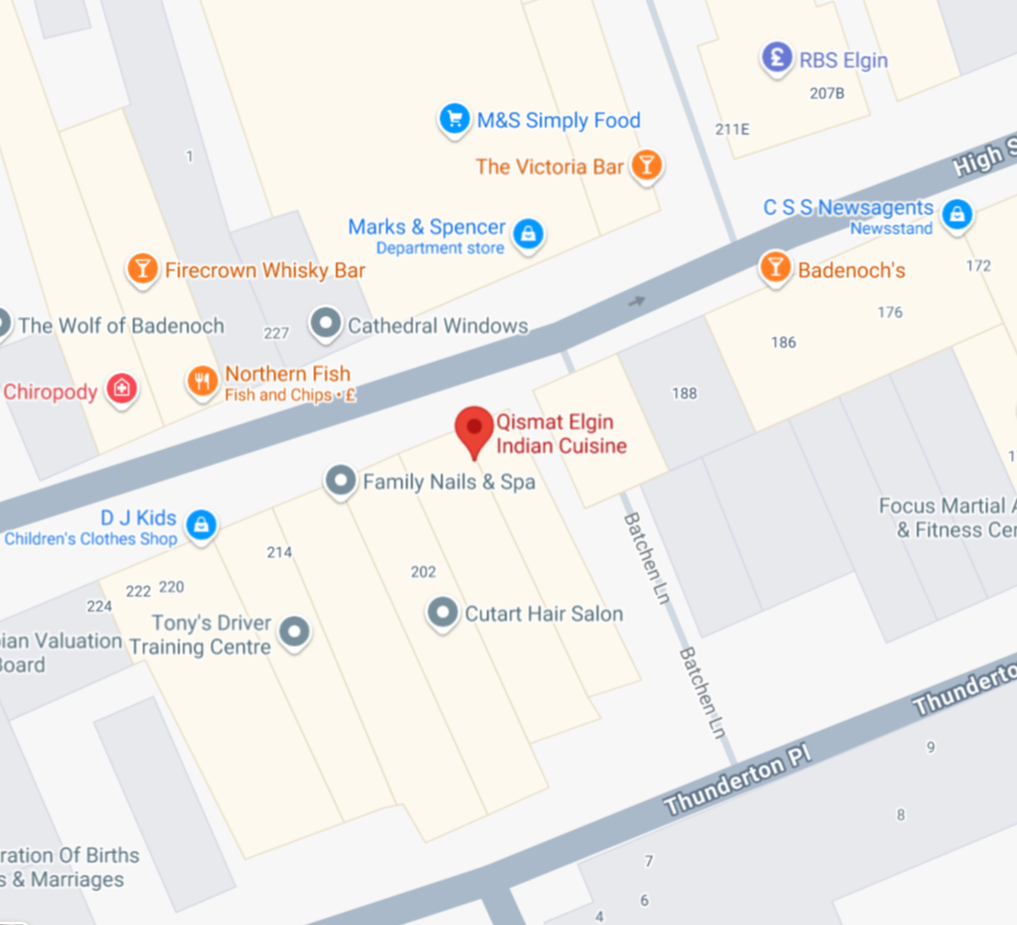 RBS Elgin
207B
M&S Simply Food
211E
The Victoria Bar
1
High S
C S S Newsagents
Newsstand
Marks & Spencer
Department store
Firecrown Whisky Bar
Badenoch's
172
The Wolf of Badenoch
227
Cathedral Windows
176
186
Chiropody
Northern Fish
Fish and Chips • £
188
Qismat Elgin
Indian Cuisine
Family Nails & Spa
D J Kids
Children's Clothes Shop
Focus Martial A
& Fitness Cen
Batchen Ln
214
202
222
220
224
Cutart Hair Salon
Tony's Driver
Training Centre
ian Valuation
Board
Batchen Ln
Thunderto
Thunderton Pl
9
8
7
6
4
ration Of Births
s & Marriages